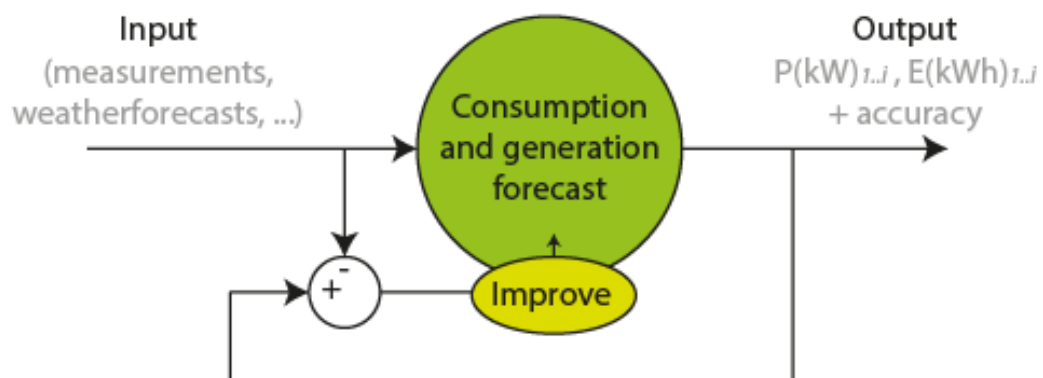 Input
(measurements,
weatherforecasts, ...)
Consumption
and generation
forecast
Output
P(kW)1..i , E(kWh)1..i
+ accuracy
+ -
Improve